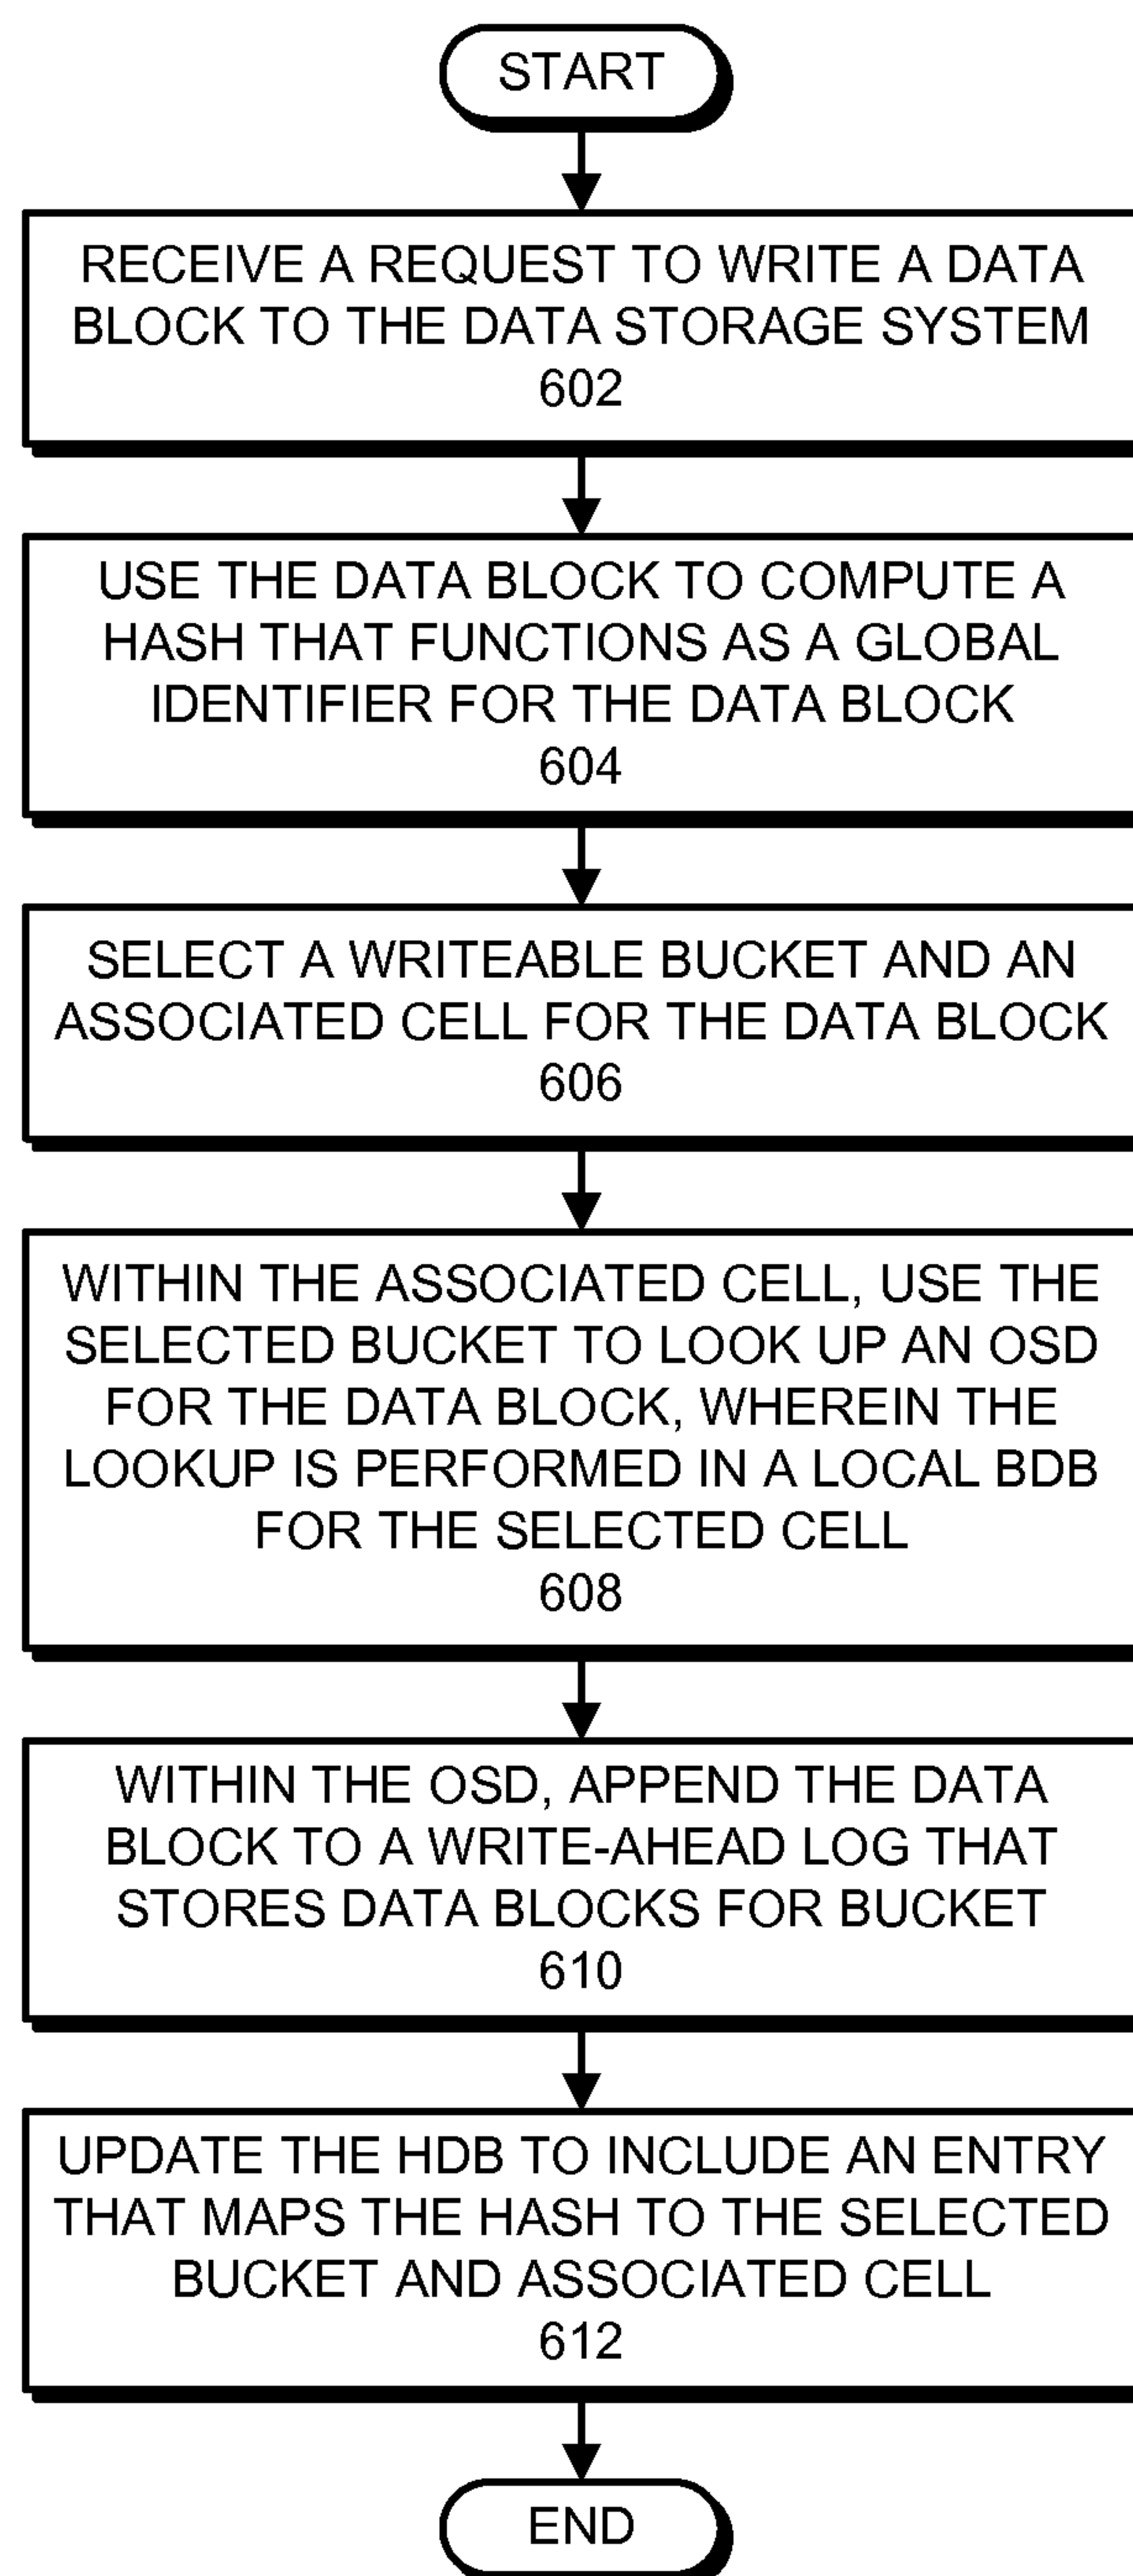 START
RECEIVE A REQUEST TO WRITE A DATA
BLOCK TO THE DATA STORAGE SYSTEM
602
USE THE DATA BLOCK TO COMPUTE A
HASH THAT FUNCTIONS AS A GLOBAL
IDENTIFIER FOR THE DATA BLOCK
604
SELECT A WRITEABLE BUCKET AND AN
ASSOCIATED CELL FOR THE DATA BLOCK
606
WITHIN THE ASSOCIATED CELL, USE THE
SELECTED BUCKET TO LOOK UP AN OSD
FOR THE DATA BLOCK, WHEREIN THE
LOOKUP IS PERFORMED IN A LOCAL BDB
FOR THE SELECTED CELL
608
WITHIN THE OSD, APPEND THE DATA
BLOCK TO A WRITE-AHEAD LOG THAT
STORES DATA BLOCKS FOR BUCKET
610
UPDATE THE HDB TO INCLUDE AN ENTRY
THAT MAPS THE HASH TO THE SELECTED
BUCKET AND ASSOCIATED CELL
612
END